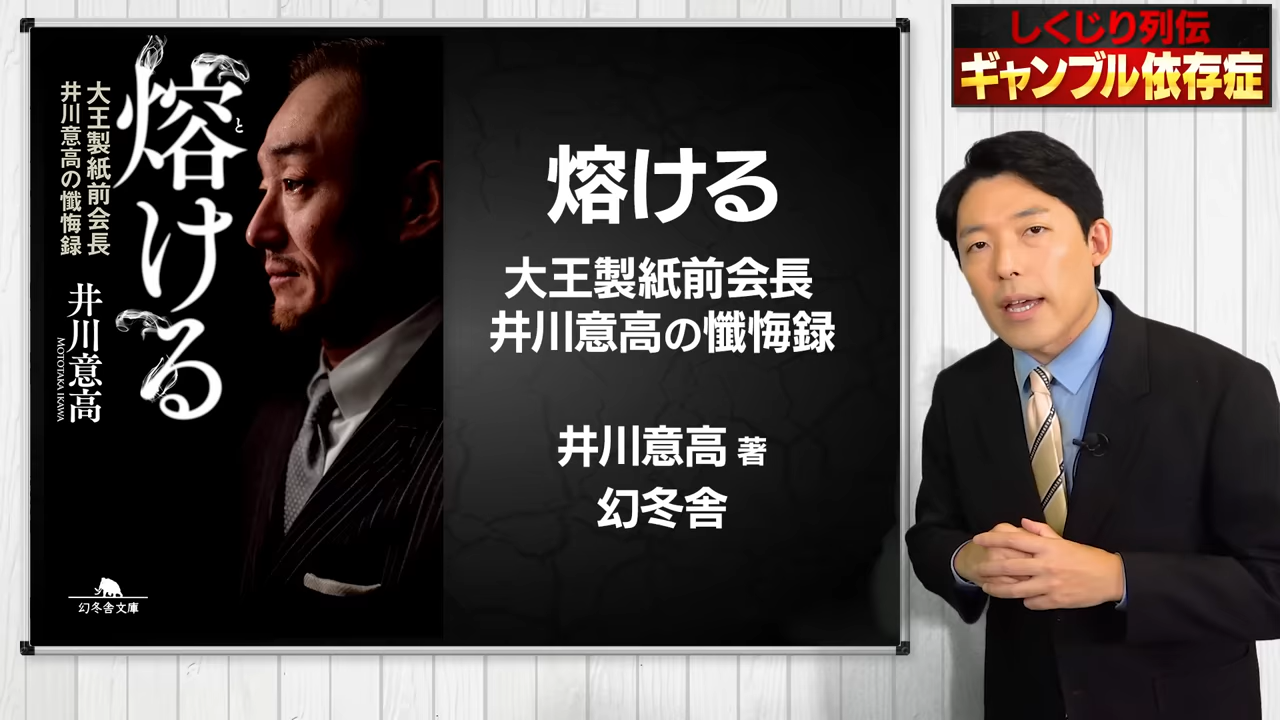 熔ける
と
大王製紙前会長
井川意高の懺悔録
井川意高
MOTOTAKA IKAWA
幻冬舎文庫
熔ける
大王製紙前会長
井川意高の懺悔録
井川意高 著
幻冬舎
しくじり列伝
ギャンブル依存症